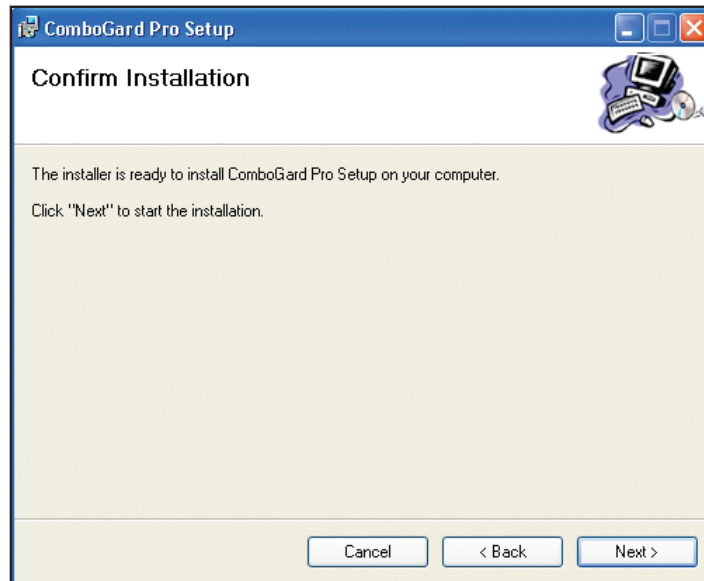 ComboGard Pro Setup
Confirm Installation
The installer is ready to install ComboGard Pro Setup on your computer.
Click "Next" to start the installation.
Cancel
< Back
Next >